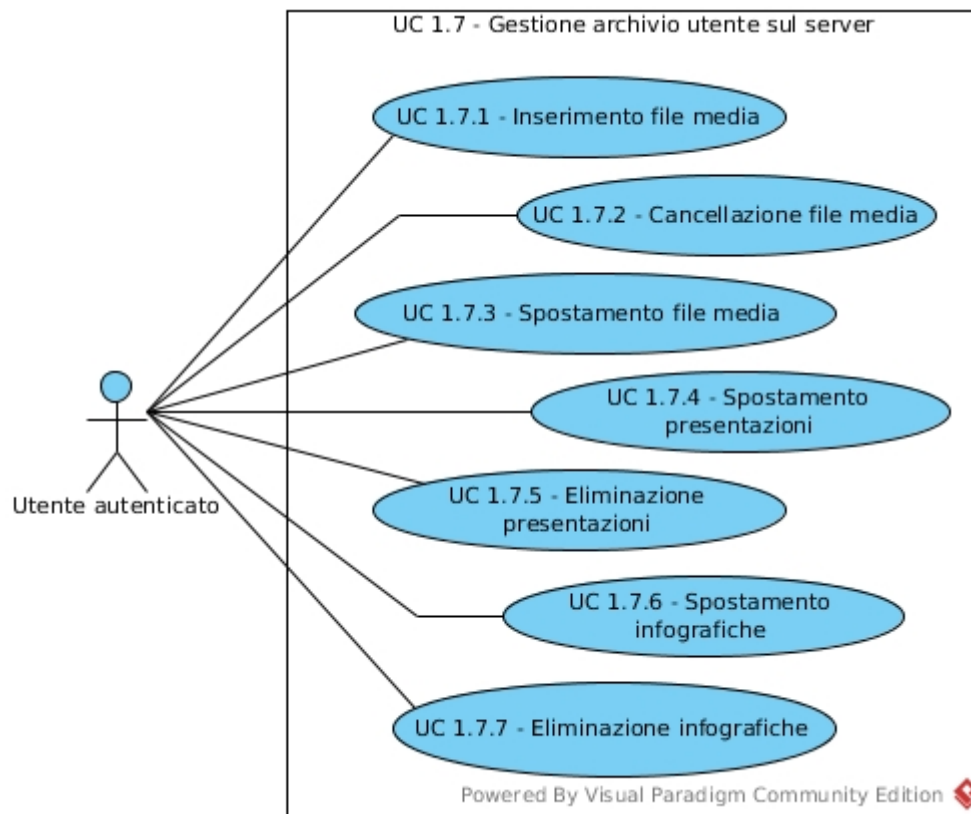 UC 1.7 - Gestione archivio utente sul server
UC 1.7.1 - Inserimento file media
UC 1.7.2 - Cancellazione file media
UC 1.7.3 - Spostamento file media
UC 1.7.4 - Spostamento
presentazioni
Utente autenticato
UC 1.7.5 - Eliminazione
presentazioni
UC 1.7.6 - Spostamento
infografiche
UC 1.7.7 - Eliminazione infografiche
Powered By Visual Paradigm Community Edition